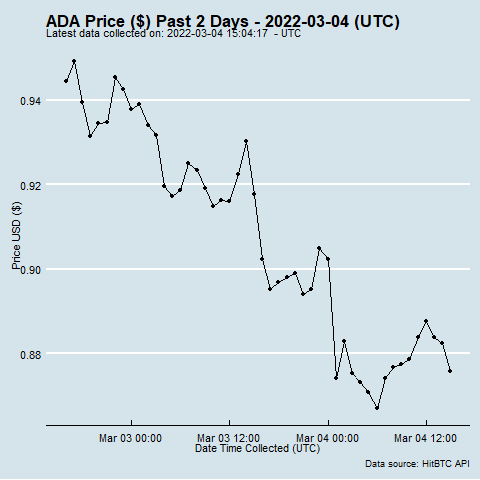 ADA Price ($) Past 2 Days - 2022-03-04 (UTC)
Latest data collected on: 2022-03-04 15:04:17 - UTC
0.94
0.92
0.90
0.88
Price USD ($)
Mar 03 00:00 Mar 03 12:00 Mar 04 00:00 Mar 04 12:00
Date Time Collected (UTC)
Data source: HitBTC API